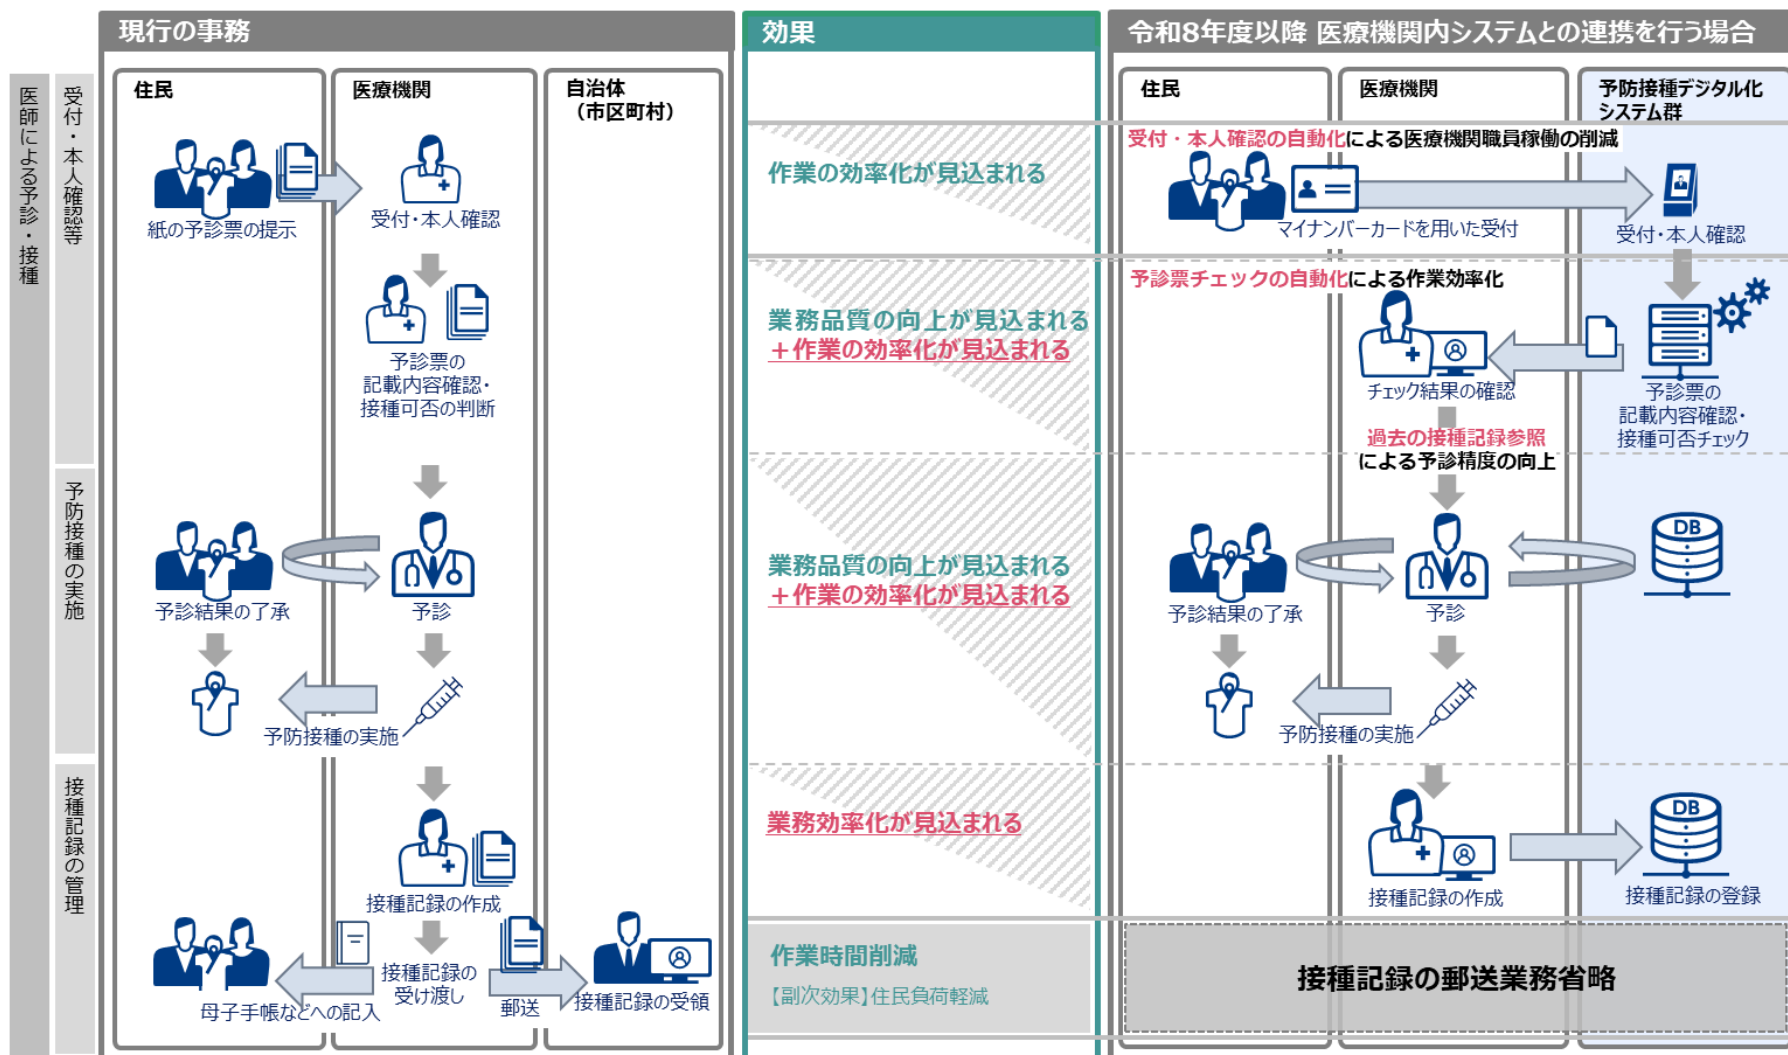 現行の事務
効果
令和8年度以降 医療機関内システムとの連携を行う場合
医師による予診・接種
受付・本人確認等
予防接種の実施
接種記録の管理
住民
医療機関
自治体
（市区町村）
紙の予診票の提示
受付・本人確認
予診票の
記載内容確認・
接種可否の判断
予診結果の了承
予診
予防接種の実施
接種記録の作成
接種記録の
受け渡し
母子手帳などへの記入
郵送
接種記録の受領
作業の効率化が見込まれる
業務品質の向上が見込まれる
＋作業の効率化が見込まれる
業務品質の向上が見込まれる
＋作業の効率化が見込まれる
業務効率化が見込まれる
作業時間削減
【副次効果】住民負荷軽減
住民
医療機関
予防接種デジタル化
システム群
受付・本人確認の自動化による医療機関職員稼働の削減
マイナンバーカードを用いた受付
受付・本人確認
予診票チェックの自動化による作業効率化
チェック結果の確認
予診票の
記載内容確認・
接種可否チェック
過去の接種記録参照
による予診精度の向上
DB
予診結果の了承
予診
予防接種の実施
DB
接種記録の作成
接種記録の登録
接種記録の郵送業務省略